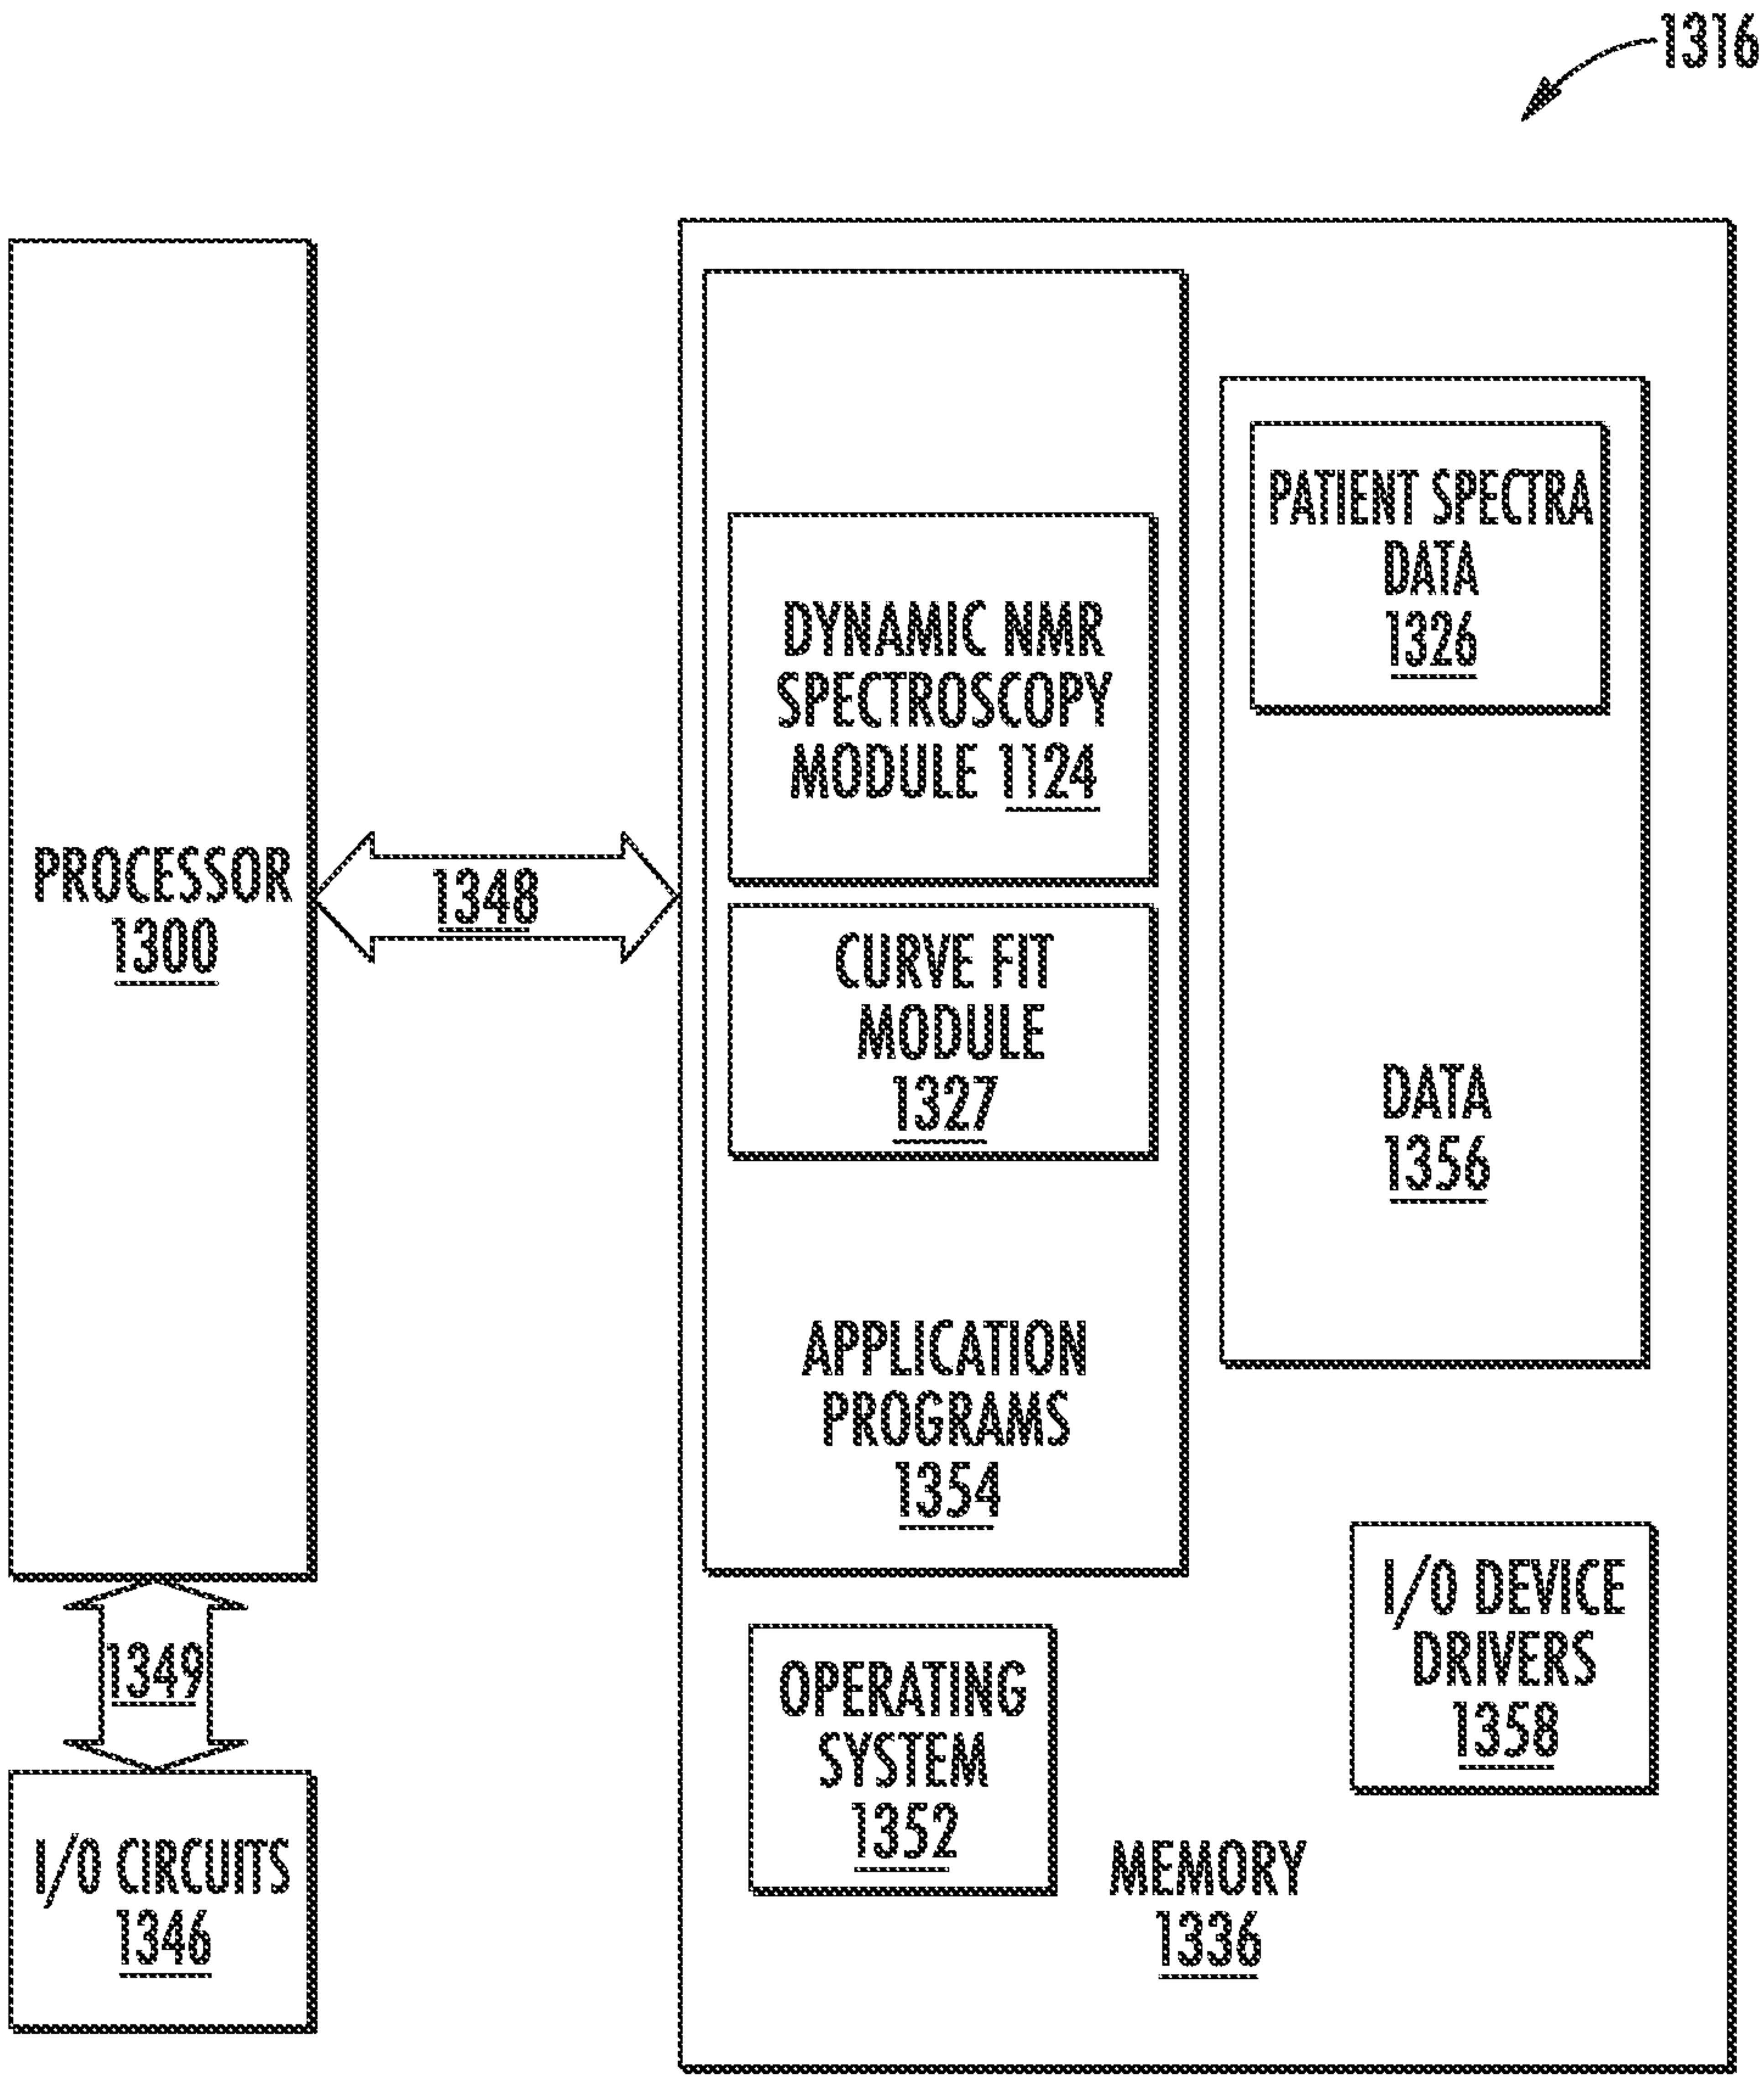 1316
PROCESSOR
1300
1348
1349
I/O CIRCUITS
1346
DYNAMIC NMR
SPECTROSCOPY
MODULE 1124
CURVE FIT
MODULE
1327
APPLICATION
PROGRAMS
1354
PATIENT SPECTRA
DATA
1326
DATA
1356
OPERATING
SYSTEM
1352
I/O DEVICE
DRIVERS
1358
MEMORY
1336